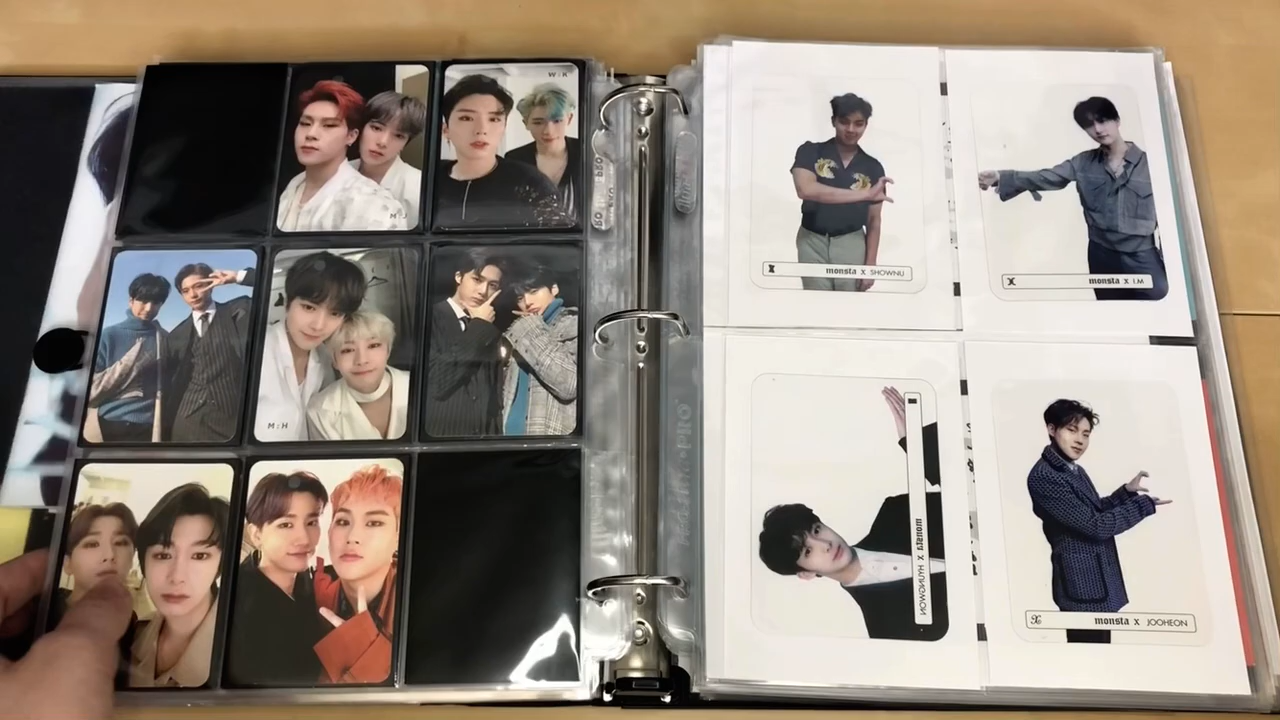 M : J
W : K
M : H
monsta x SHOWNU
monsta x I.M
monsta x HYUNGWON
monsta x JOOHEON